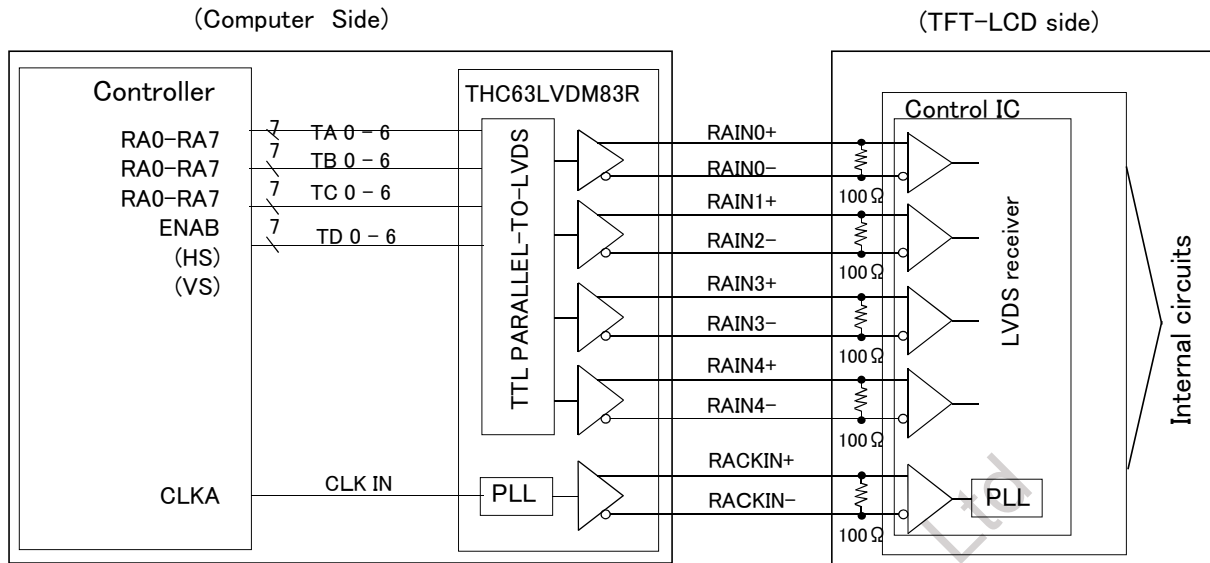 (Computer Side)
(TFT-LCD side)
Controller
RA0-RA7
RA0-RA7
RA0-RA7
ENAB
(HS)
(VS)
CLKA
7
TA 0 - 6
7
TB 0 - 6
7
TC 0 - 6
7
TD 0 - 6
CLK IN
THC63LVDM83R
TTL PARALLEL-TO-LVDS
PLL
RAIN0+
RAIN0-
RAIN1+
RAIN2-
RAIN3+
RAIN3-
RAIN4+
RAIN4-
RACKIN+
RACKIN-
100Ω
100Ω
100Ω
100Ω
100Ω
Control IC
LVDS receiver
PLL
Internal circuits
Ltd